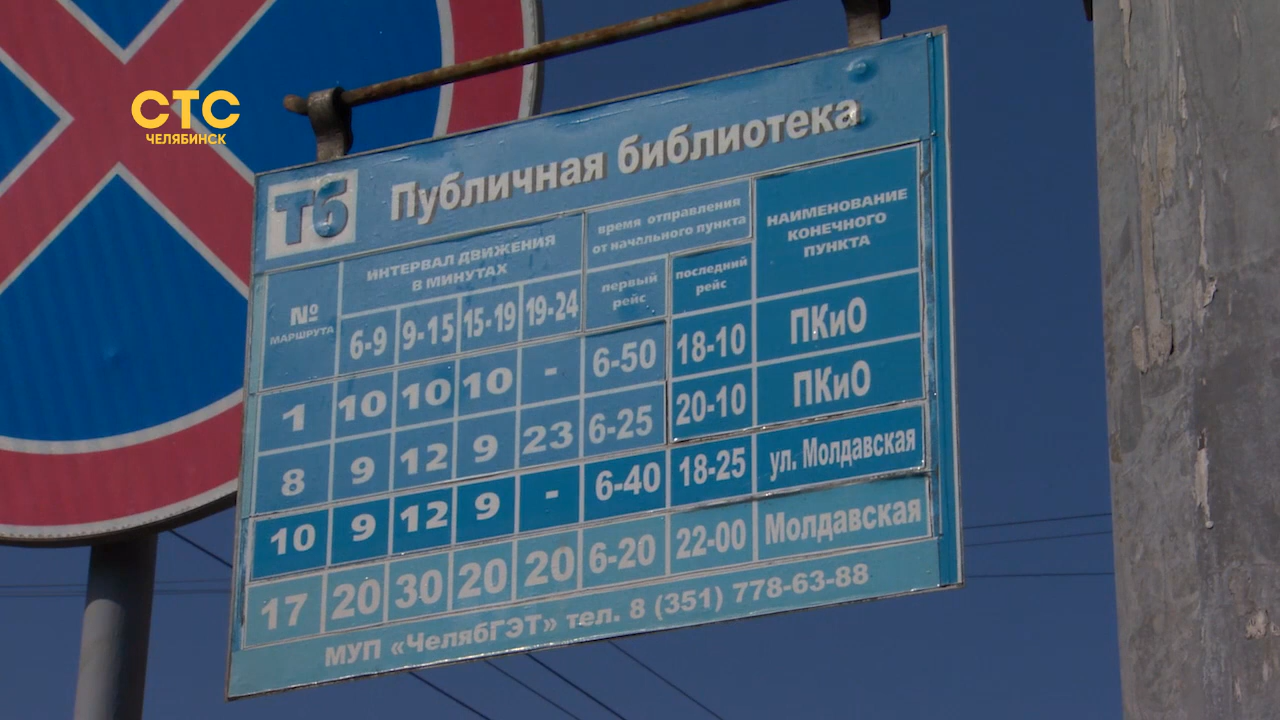 СТС
ЧЕЛЯБИНСК
Тб Публичная библиотека
№ МАРШРУТА
ИНТЕРВАЛ ДВИЖЕНИЯ
В МИНУТАХ
время отправления
от начального пункта
НАИМЕНОВАНИЕ
КОНЕЧНОГО
ПУНКТА
6-9 9-15 15-19 19-24
первый
рейс
последний
рейс
1 10 10 10 - 6-50 18-10 ПКиО
8 9 12 9 23 6-25 20-10 ПКиО
10 9 12 9 - 6-40 18-25 ул. Молдавская
17 20 30 20 20 6-20 22-00 Молдавская
МУП «ЧелябГЭТ» тел. 8 (351) 778-63-88